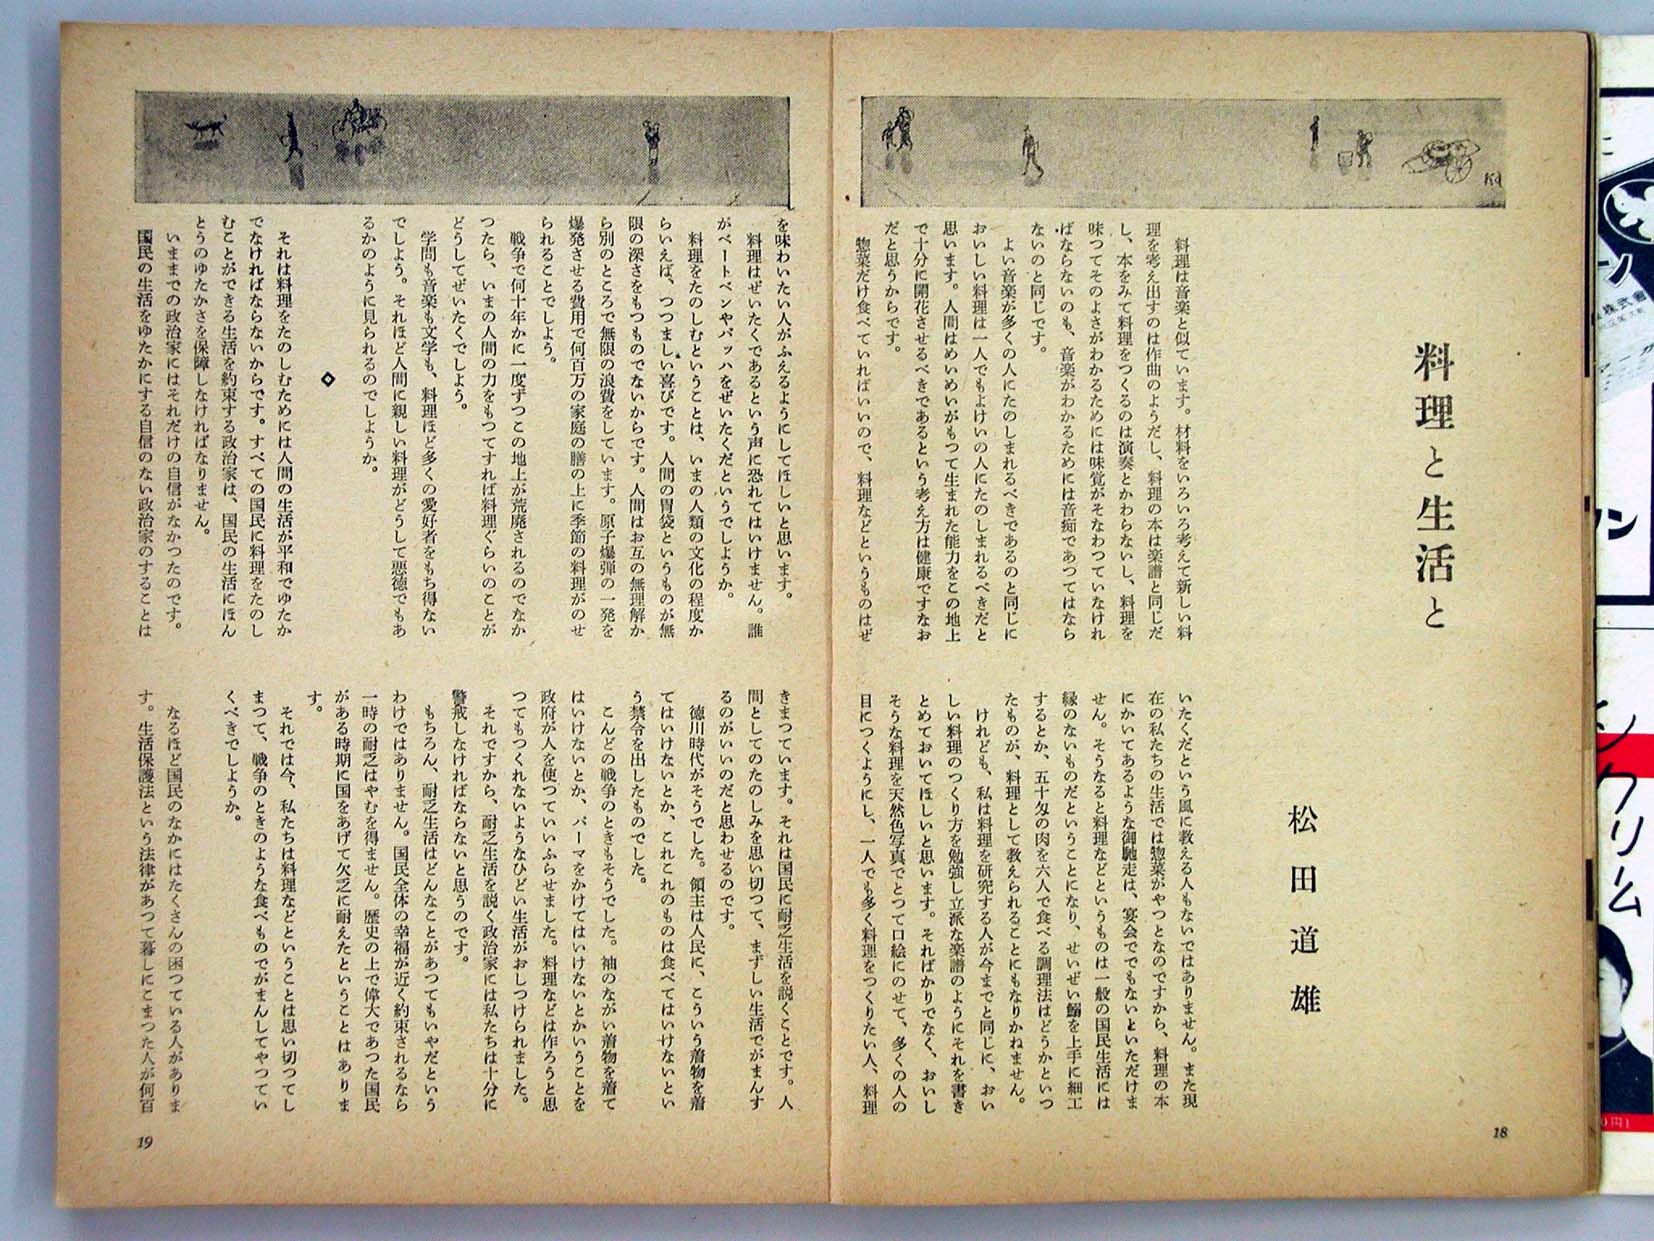 料理と生活と
松田道雄
料理は音楽と似ています。材料をいろいろ考えて新しい料
理を考え出すのは作曲のようだし、料理の本は楽譜と同じだ
し、本をみて料理をつくるのは演奏とかわらないし、料理を
味つてそのよさがわかるためには味覚がそなわつていなけれ
ばならないのも、音楽がわかるためには音痴であつてはなら
ないのと同じです。
よい音楽が多くの人にたのしまれるべきであるのと同じに
おいしい料理は一人でもよけいの人にたのしまれるべきだと
思います。人間はめいめいがもつて生まれた能力をこの地上
で十分に開花させるべきであるという考え方は健康ですなお
だと思うからです。
惣菜だけ食べていればいいので、料理などというものはぜ
いたくだという風に教える人もないではありません。また現
在の私たちの生活では惣菜がやつとなのですから、料理の本
にかいてあるような御馳走は、宴会ででもないといただけま
せん。そうなると料理などというものは一般の国民生活には
縁のないものだということになり、せいぜい鰯を上手に細工
するとか、五十匁の肉を六人で食べる調理法はどうかといつ
たものが、料理として教えられることにもなりかねません。
けれども、私は料理を研究する人が今までと同じに、おい
しい料理のつくり方を勉強し立派な楽譜のようにそれを書き
とめておいてほしいと思います。そればかりでなく、おいし
そうな料理を天然色写真でとつて口絵にのせて、多くの人の
目につくようにし、一人でも多く料理をつくりたい人、料理
18
を味わいたい人がふえるようにしてほしいと思います。
料理はぜいたくであるという声に恐れてはいけません。誰
がベートベンやバッハをぜいたくだというでしようか。
料理をたのしむということは、いまの人類の文化の程度か
らいえば、つつましい喜びです。人間の胃袋というものが無
限の深さをもつものでないからです。人間はお互の無理解か
ら別のところで無限の浪費をしています。原子爆弾の一発を
爆発させる費用で何百万の家庭の膳の上に季節の料理がのせ
られることでしよう。
戦争で何十年かに一度ずつこの地上が荒廃されるのでなか
つたら、いまの人間の力をもつてすれば料理ぐらいのことが
どうしてぜいたくでしよう。
学問も音楽も文学も、料理ほど多くの愛好者をもち得ない
でしよう。それほど人間に親しい料理がどうして悪徳でもあ
るかのように見られるのでしようか。
◇
それは料理をたのしむためには人間の生活が平和でゆたか
でなければならないからです。すべての国民に料理をたのし
むことができる生活を約束する政治家は、国民の生活にほん
とうのゆたかさを保障しなければなりません。
いままでの政治家にはそれだけの自信がなかつたのです。
国民の生活をゆたかにする自信のない政治家のすることは
きまつています。それは国民に耐乏生活を説くことです。人
間としてのたのしみを思い切つて、まずしい生活でがまんす
るのがいいのだと思わせるのです。
徳川時代がそうでした。領主は人民に、こういう着物を着
てはいけないとか、これこれのものは食べてはいけないとい
う禁令を出したものでした。
こんどの戦争のときもそうでした。袖のながい着物を着て
はいけないとか、パーマをかけてはいけないとかいうことを
政府が人を使つていいふらせました。料理などは作ろうと思
つてもつくれないようなひどい生活がおしつけられました。
それですから、耐乏生活を説く政治家には私たちは十分に
警戒しなければならないと思うのです。
もちろん、耐乏生活はどんなことがあつてもいやだという
わけではありません。国民全体の幸福が近く約束されるなら
一時の耐乏はやむを得ません。歴史の上で偉大であつた国民
がある時期に国をあげて欠乏に耐えたということはありま
す。
それでは今、私たちは料理などということは思い切つてし
まつて、戦争のときのような食べものでがまんしてやつてい
くべきでしようか。
なるほど国民のなかにはたくさんの困つている人がありま
す。生活保護法という法律があつて暮しにこまつた人が何百
19
株式會
クリーム